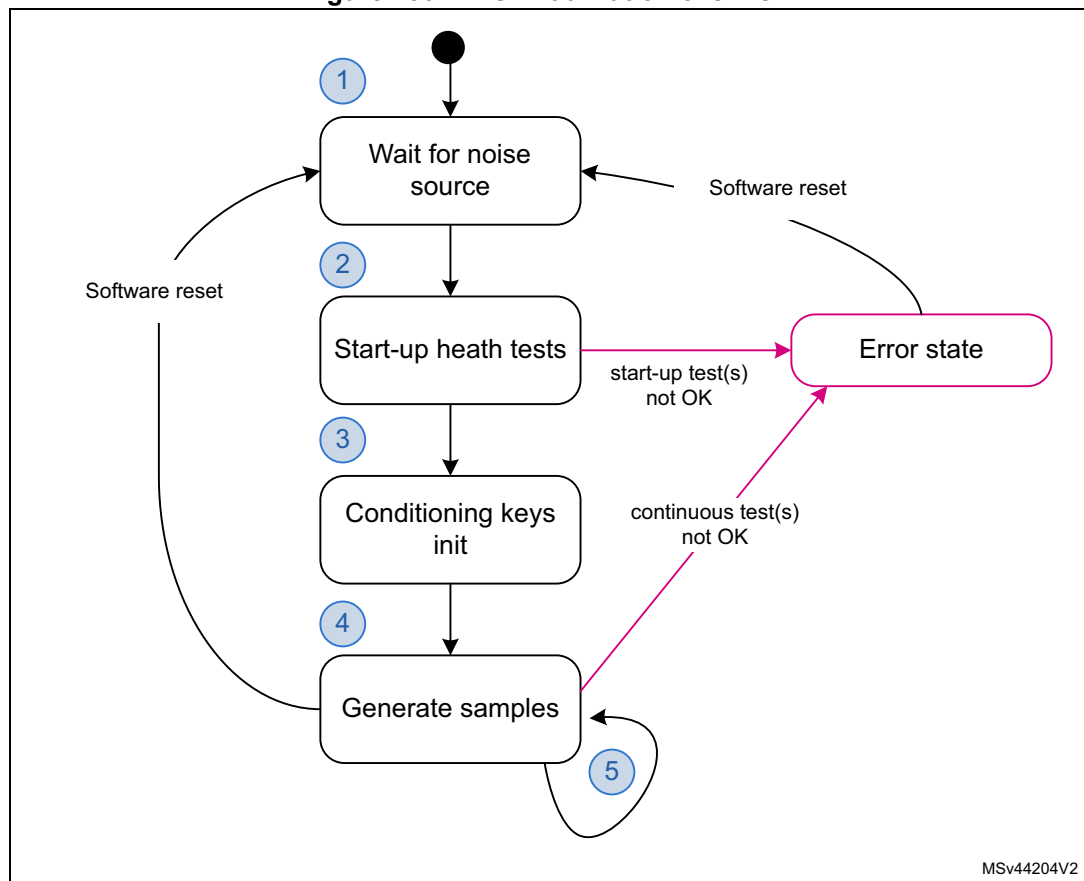 1
Wait for noise
source
Software reset
2
Software reset
Start-up heath tests
Error state
start-up test(s)
not OK
3
Conditioning keys
init
continuous test(s)
not OK
4
Generate samples
5
MSv44204V2